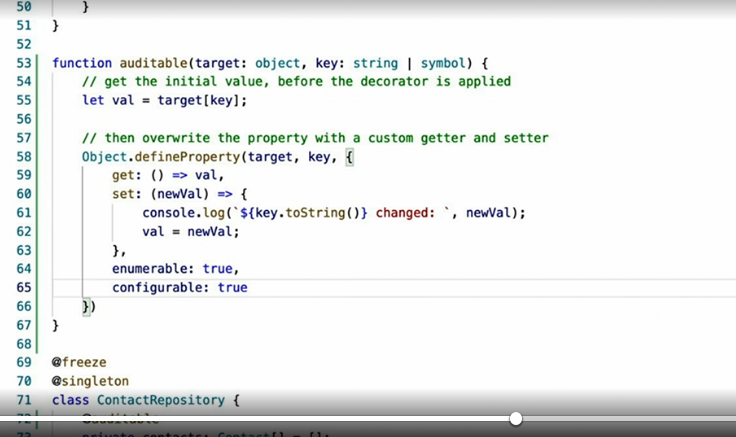 50 }
51 }
52
53 function auditable(target: object, key: string | symbol) {
54 // get the initial value, before the decorator is applied
55 let val = target[key];
56
57 // then overwrite the property with a custom getter and setter
58 Object.defineProperty(target, key, {
59 get: () => val,
60 set: (newVal) => {
61 console.log(`${key.toString()} changed: `, newVal);
62 val = newVal;
63 },
64 enumerable: true,
65 configurable: true
66 })
67 }
68
69 @freeze
70 @singleton
71 class ContactRepository {
72 @auditable
73 private contacts: Contact[] = [];